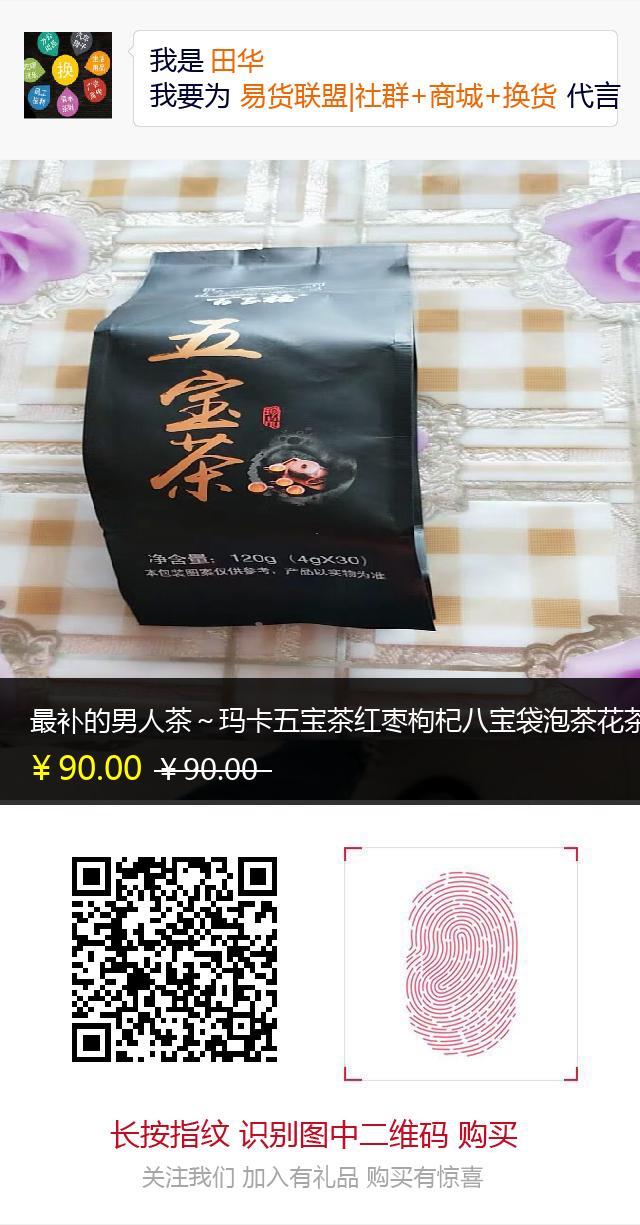 换
我是 田华
我要为 易货联盟|社群+商城+换货 代言
五
宝
茶
净含量：120g（4gX30）
本包装图案仅供参考，产品以实物为准
最补的男人茶～玛卡五宝茶红枣枸杞八宝袋泡茶花茶
￥90.00 ￥90.00
长按指纹 识别图中二维码 购买
关注我们 加入有礼品 购买有惊喜